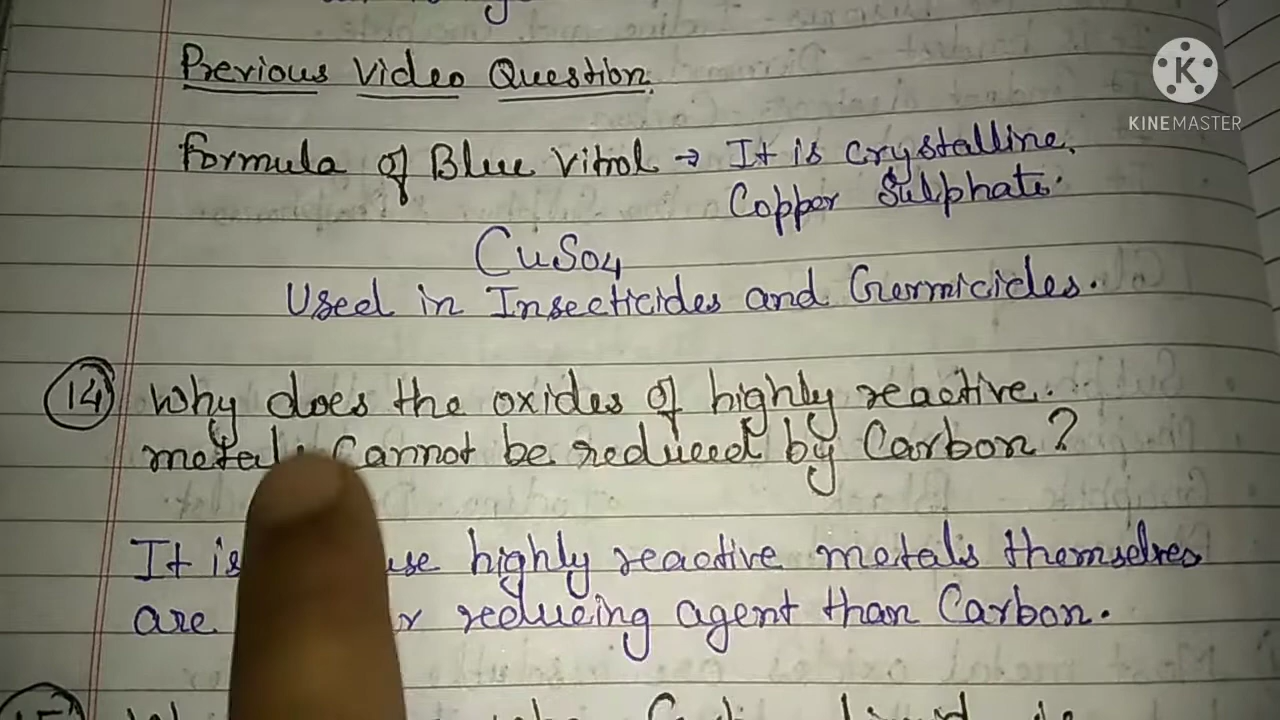 Previous Video Question.
formula of Blue Vitrol → It is crystalline.
Copper Sulphate.
CuSO4
Used in Insecticides and Germicides.
14 Why does the oxides of highly reactive.
metals Cannot be reduced by Carbon?
It is highly reactive metals themselves
are reducing agent than Carbon.
K
KINEMASTER